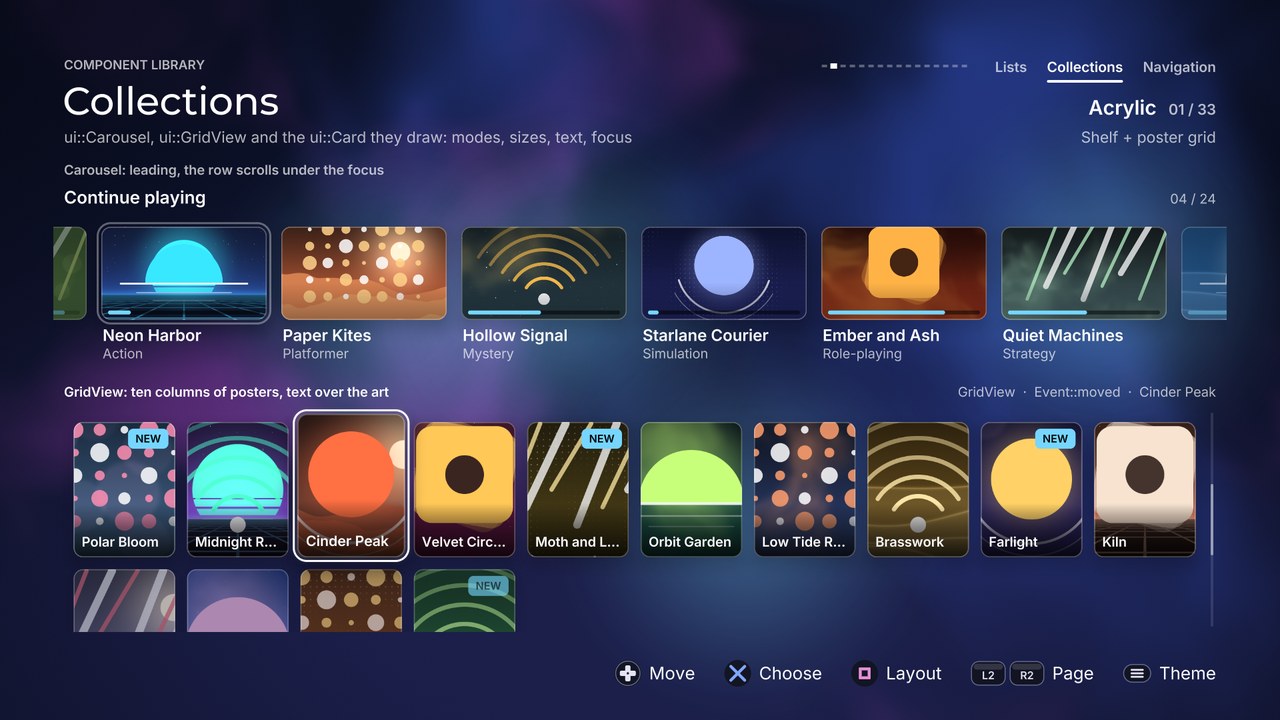 COMPONENT LIBRARY
Lists Collections Navigation
Collections
Acrylic 01 / 33
ui::Carousel, ui::GridView and the ui::Card they draw: modes, sizes, text, focus
Shelf + poster grid
Carousel: leading, the row scrolls under the focus
Continue playing
04 / 24
Neon Harbor
Action
Paper Kites
Platformer
Hollow Signal
Mystery
Starlane Courier
Simulation
Ember and Ash
Role-playing
Quiet Machines
Strategy
GridView: ten columns of posters, text over the art
GridView · Event::moved · Cinder Peak
NEW
Polar Bloom
Midnight R...
Cinder Peak
Velvet Circ...
NEW
Moth and L...
Orbit Garden
Low Tide R...
Brasswork
NEW
Farlight
Kiln
NEW
Move
Choose
Layout
L2 R2 Page
Theme